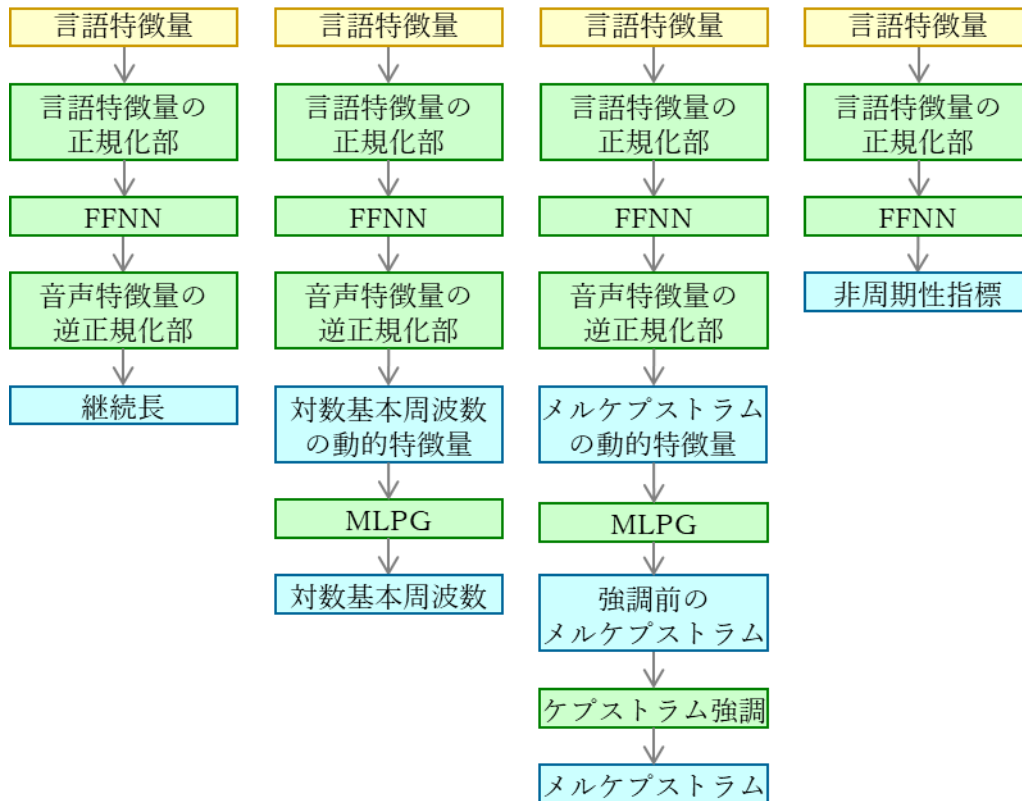 言語特徴量
言語特徴量の
正規化部
FFNN
音声特徴量の
逆正規化部
継続長
言語特徴量
言語特徴量の
正規化部
FFNN
音声特徴量の
逆正規化部
対数基本周波数
の動的特徴量
MLPG
対数基本周波数
言語特徴量
言語特徴量の
正規化部
FFNN
音声特徴量の
逆正規化部
メルケプストラム
の動的特徴量
MLPG
強調前の
メルケプストラム
ケプストラム強調
メルケプストラム
言語特徴量
言語特徴量の
正規化部
FFNN
非周期性指標